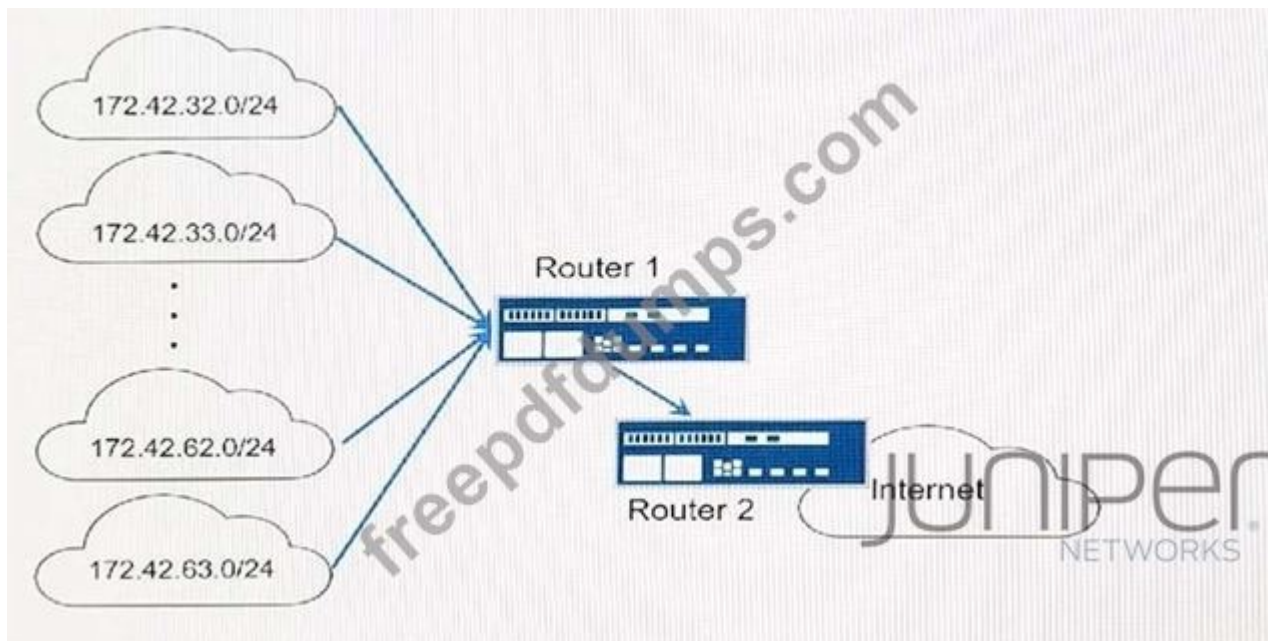 172.42.32.0/24
172.42.33.0/24
Router 1
172.42.62.0/24
Router 2
Internet
172.42.63.0/24
freepdfdumps.com
JUNIPEr
NETWORKS